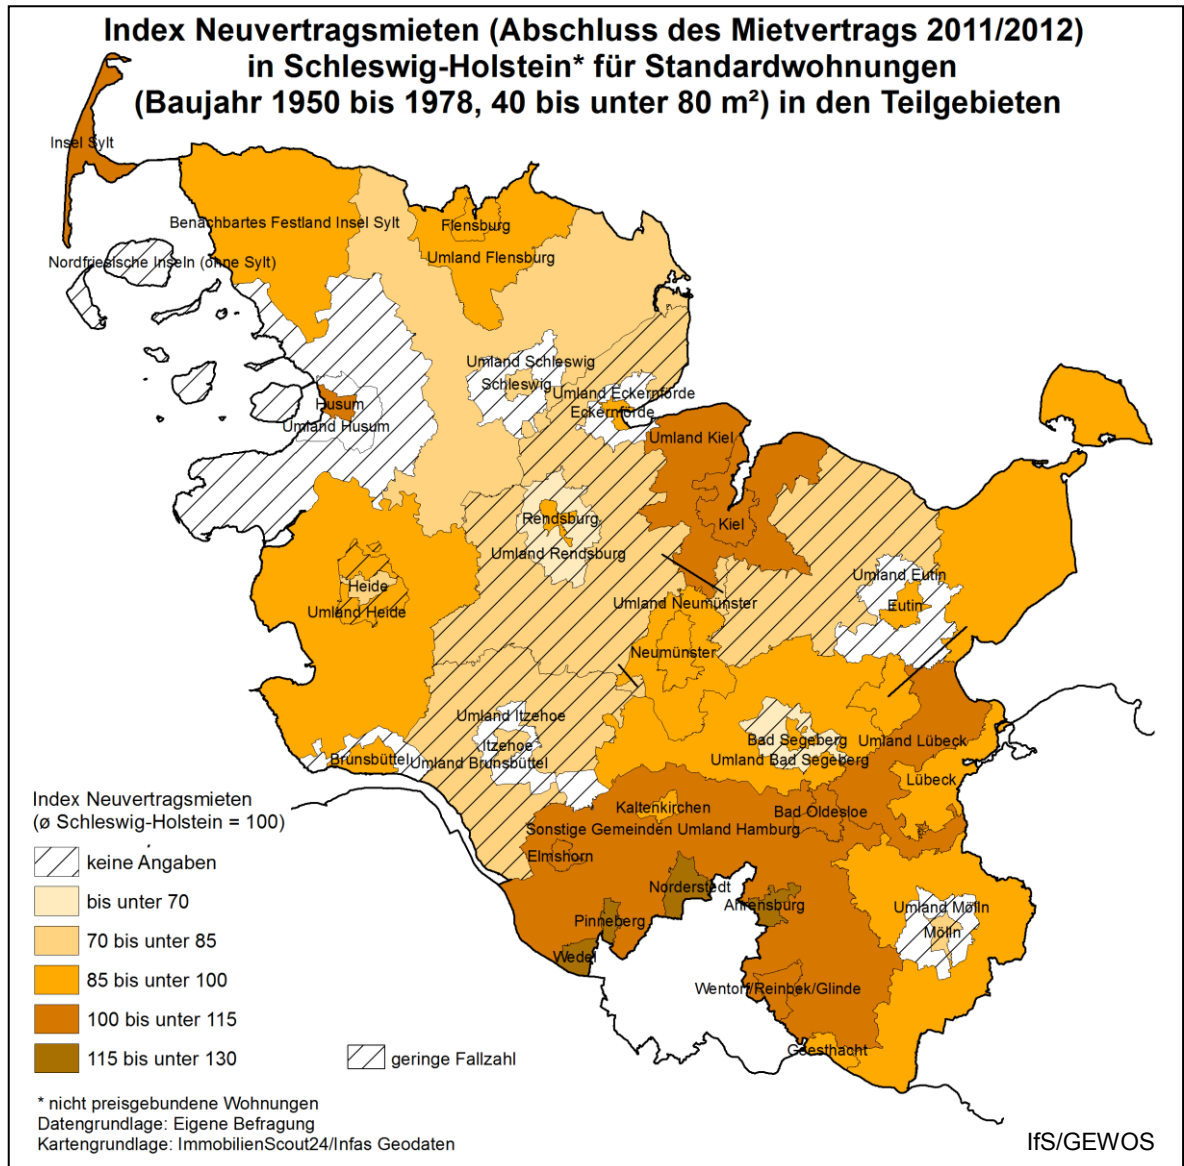 Index Neuvertragsmieten (Abschluss des Mietvertrags 2011/2012)
in Schleswig-Holstein* für Standardwohnungen
(Baujahr 1950 bis 1978, 40 bis unter 80 m²) in den Teilgebieten
Insel Sylt
Benachbartes Festland Insel Sylt
Flensburg
Umland Flensburg
Nordfriesische Inseln (ohne Sylt)
Umland Schleswig
Schleswig
Umland Eckernförde
Eckernförde
Husum
Umland Husum
Umland Kiel
Kiel
Rendsburg
Umland Rendsburg
Heide
Umland Heide
Umland Eutin
Eutin
Umland Neumünster
Neumünster
Umland Itzehoe
Itzehoe
Brunsbüttel
Umland Brunsbüttel
Bad Segeberg
Umland Bad Segeberg
Umland Lübeck
Lübeck
Kaltenkirchen
Bad Oldesloe
Sonstige Gemeinden Umland Hamburg
Elmshorn
Norderstedt
Ahrensburg
Pinneberg
Wedel
Umland Mölln
Mölln
Wentorf/Reinbek/Glinde
Geesthacht
Index Neuvertragsmieten
(ø Schleswig-Holstein = 100)
keine Angaben
bis unter 70
70 bis unter 85
85 bis unter 100
100 bis unter 115
115 bis unter 130
geringe Fallzahl
* nicht preisgebundene Wohnungen
Datengrundlage: Eigene Befragung
Kartengrundlage: ImmobilienScout24/Infas Geodaten
IfS/GEWOS